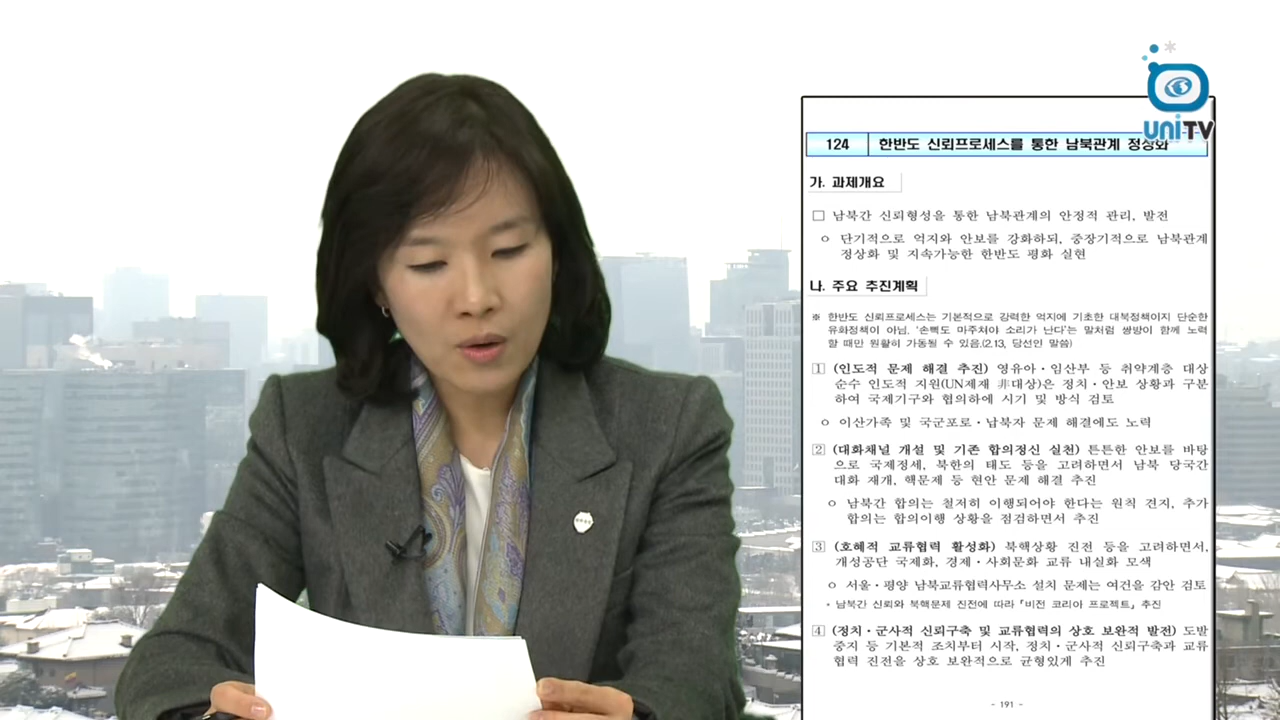 UNITV
124 한반도 신뢰프로세스를 통한 남북관계 정상화
가. 과제개요
□ 남북간 신뢰형성을 통한 남북관계의 안정적 관리, 발전
○ 단기적으로 억지와 안보를 강화하되, 중장기적으로 남북관계
정상화 및 지속가능한 한반도 평화 실현
나. 주요 추진계획
※ 한반도 신뢰프로세스는 기본적으로 강력한 억지에 기초한 대북정책이지 단순한
유화정책이 아님. '손뼉도 마주쳐야 소리가 난다'는 말처럼 쌍방이 함께 노력
할 때만 원활히 가동될 수 있음.(2.13, 당선인 말씀)
1 (인도적 문제 해결 추진) 영유아·임산부 등 취약계층 대상
순수 인도적 지원(UN제재 非대상)은 정치·안보 상황과 구분
하여 국제기구와 협의하에 시기 및 방식 검토
○ 이산가족 및 국군포로·납북자 문제 해결에도 노력
2 (대화채널 개설 및 기존 합의정신 실천) 튼튼한 안보를 바탕
으로 국제정세, 북한의 태도 등을 고려하면서 남북 당국간
대화 재개, 핵문제 등 현안 문제 해결 추진
○ 남북간 합의는 철저히 이행되어야 한다는 원칙 견지, 추가
합의는 합의이행 상황을 점검하면서 추진
3 (호혜적 교류협력 활성화) 북핵상황 진전 등을 고려하면서,
개성공단 국제화, 경제·사회문화 교류 내실화 모색
○ 서울·평양 남북교류협력사무소 설치 문제는 여건을 감안 검토
* 남북간 신뢰와 북핵문제 진전에 따라 「비전 코리아 프로젝트」 추진
4 (정치·군사적 신뢰구축 및 교류협력의 상호 보완적 발전) 도발
중지 등 기본적 조치부터 시작, 정치·군사적 신뢰구축과 교류
협력 진전을 상호 보완적으로 균형있게 추진
- 191 -